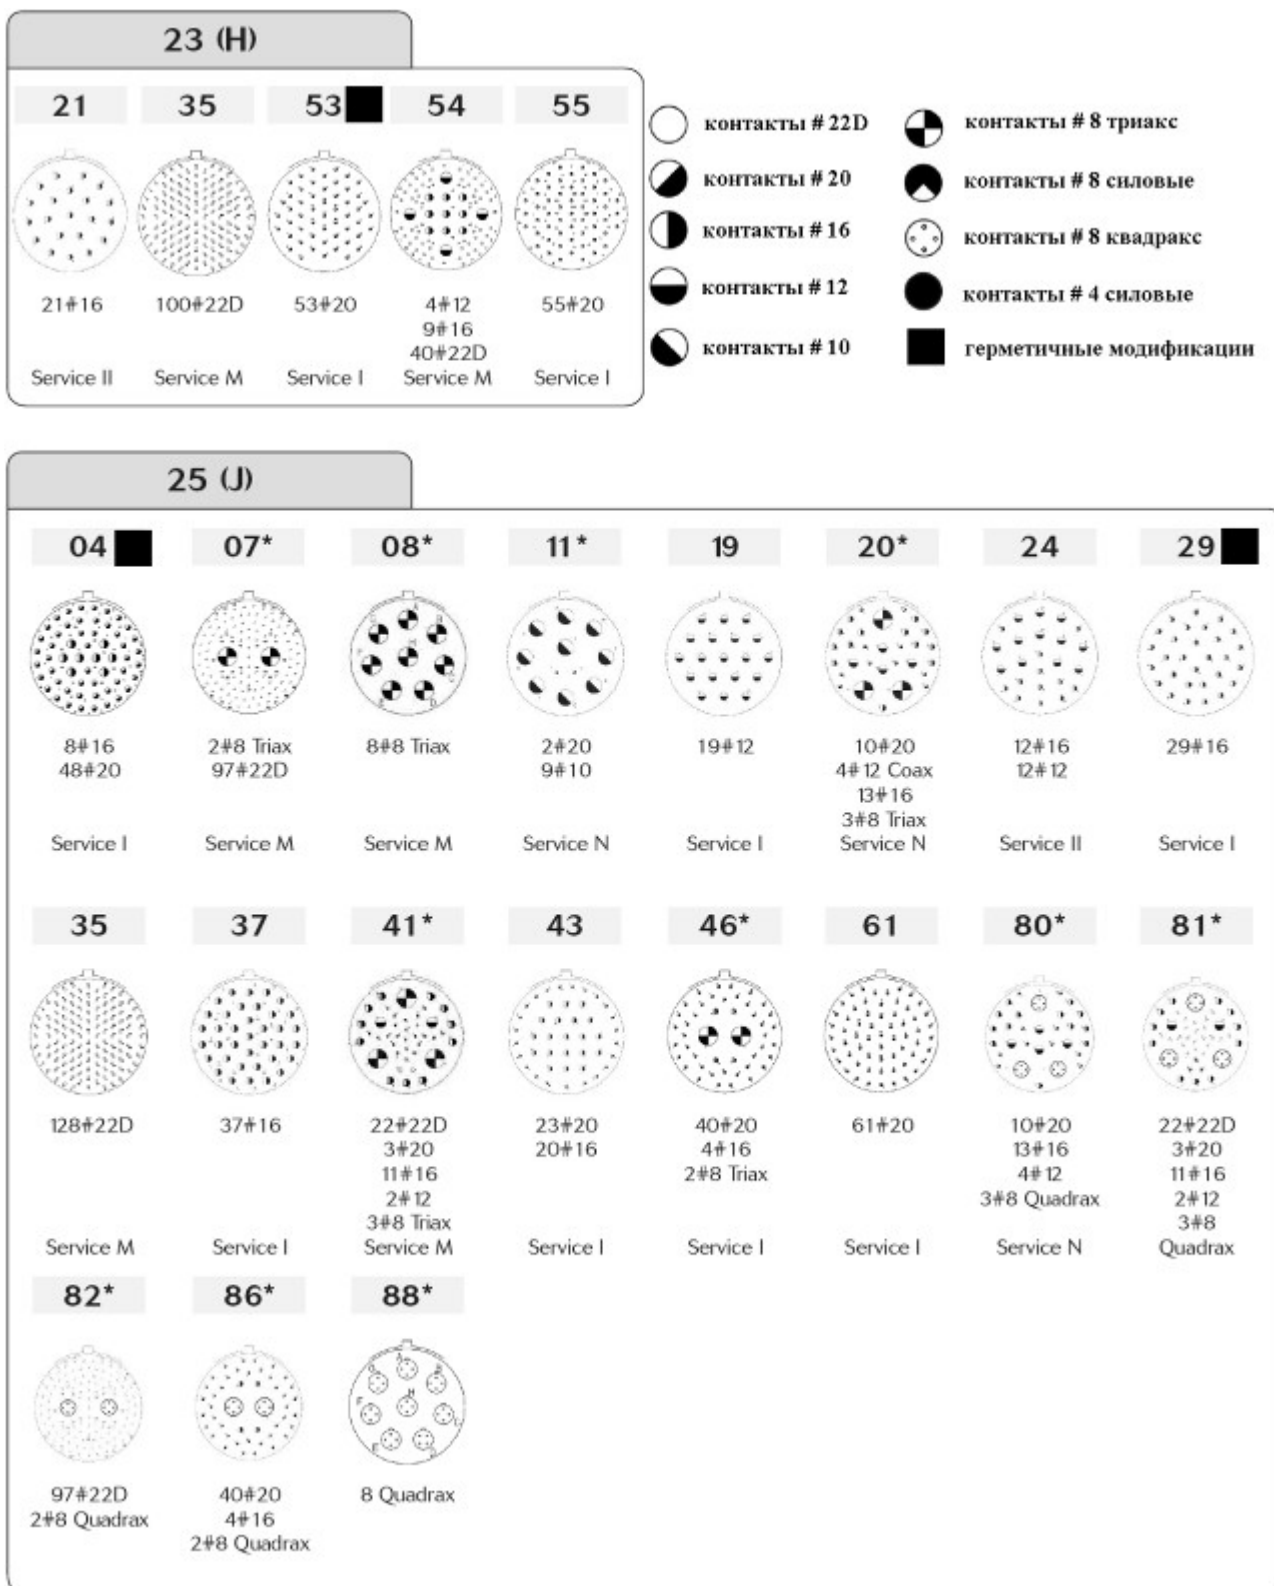 23 (H)
21 35 53 54 55
21#16 100#22D 53#20 4#12 55#20
9#16
40#22D
Service II Service M Service I Service M Service I
контакты # 22D
контакты # 20
контакты # 16
контакты # 12
контакты # 10
контакты # 8 триакс
контакты # 8 силовые
контакты # 8 квадракс
контакты # 4 силовые
герметичные модификации
25 (J)
04 07* 08* 11* 19 20* 24 29
8#16 2#8 Triax 8#8 Triax 2#20 19#12 10#20 12#16 29#16
48#20 97#22D 9#10 4#12 Coax 12#12
13#16
3#8 Triax
Service I Service M Service M Service N Service I Service N Service II Service I
35 37 41* 43 46* 61 80* 81*
128#22D 37#16 22#22D 23#20 40#20 61#20 10#20 22#22D
3#20 20#16 4#16 13#16 3#20
11#16 2#8 Triax 4#12 11#16
2#12 3#8 Quadrax 2#12
3#8 Triax 3#8
Service M Service I Service M Service I Service I Service I Service N Quadrax
82* 86* 88*
97#22D 40#20 8 Quadrax
2#8 Quadrax 4#16
2#8 Quadrax